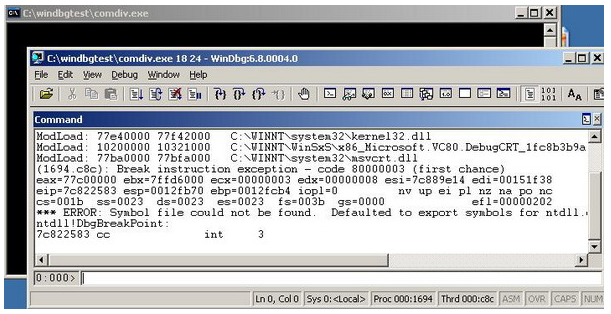 C:\windbgtest\comdiv.exe
C:\windbgtest\comdiv.exe 18 24 - WinDbg:6.8.0004.0
File Edit View Debug Window Help
Command
ModLoad: 77e40000 77f42000 C:\WINNT\system32\kernel32.dll
ModLoad: 10200000 10321000 C:\WINNT\WinSxS\x86_Microsoft.VC80.DebugCRT_1fc8b3b9a
ModLoad: 77ba0000 77bfa000 C:\WINNT\system32\msvcrt.dll
(1694.c8c): Break instruction exception - code 80000003 (first chance)
eax=77c00000 ebx=7ffd6000 ecx=00000003 edx=00000008 esi=7c889e14 edi=00151f38
eip=7c822583 esp=0012fb70 ebp=0012fcb4 iopl=0 nv up ei pl nz na po nc
cs=001b ss=0023 ds=0023 es=0023 fs=003b gs=0000 efl=00000202
*** ERROR: Symbol file could not be found. Defaulted to export symbols for ntdll.
ntdll!DbgBreakPoint:
7c822583 cc int 3
0:000>
Ln 0, Col 0 Sys 0:<Local> Proc 000:1694 Thrd 000:c8c ASM OVR CAPS NUM